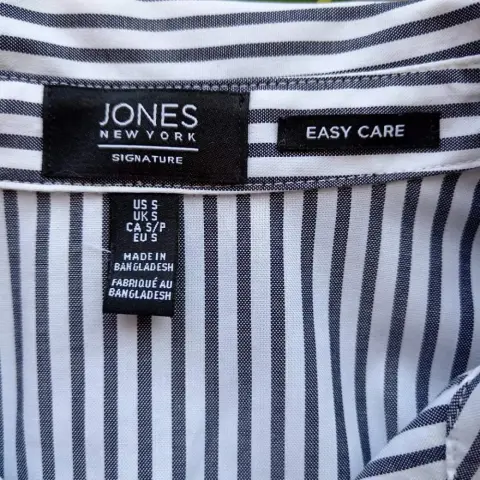 JONES
NEW YORK
SIGNATURE
EASY CARE
US S
UK S
CA S/P
EU S
MADE IN
BANGLADESH
FABRIQUÉ AU
BANGLADESH